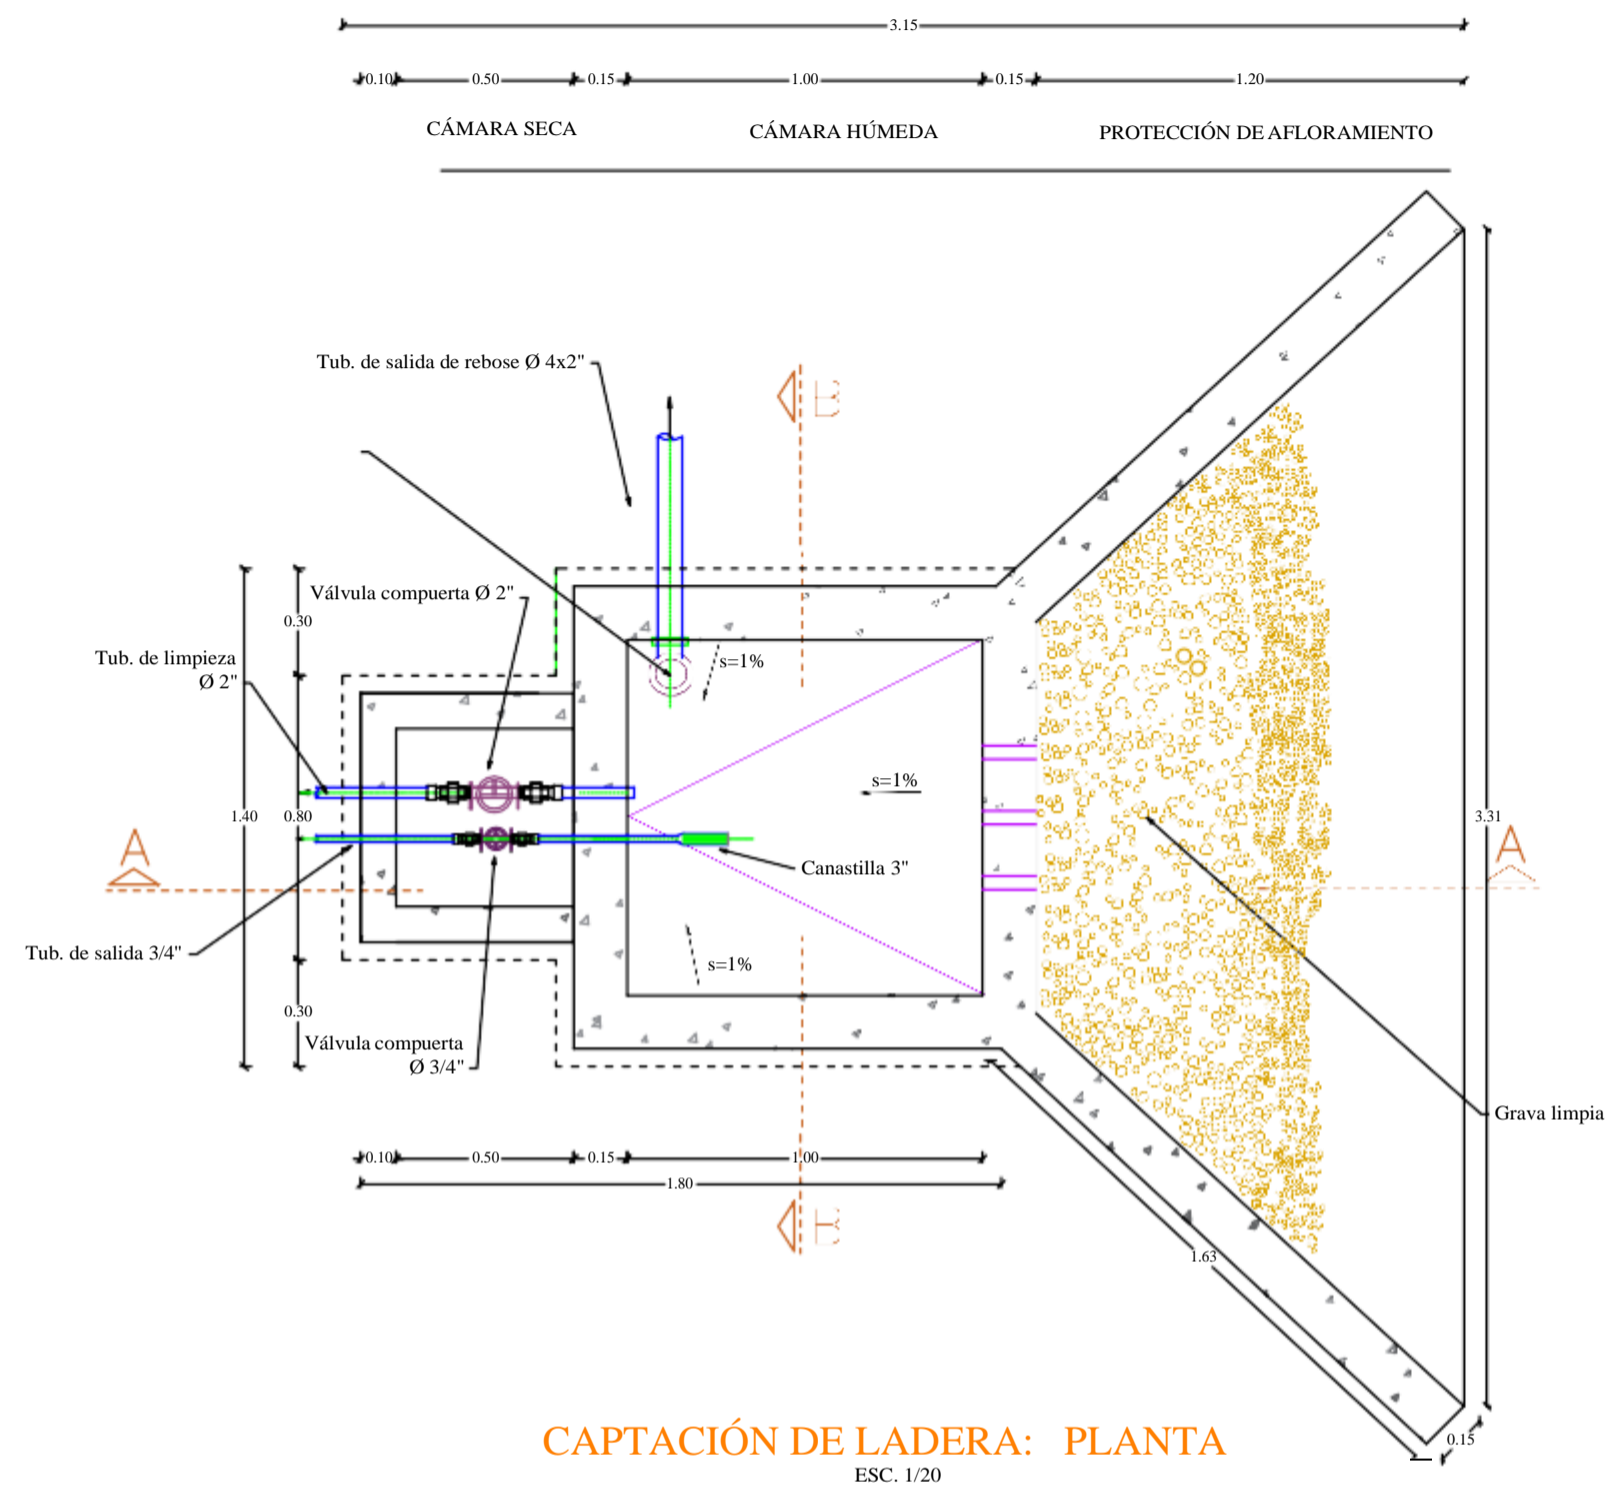 3.15
0.10 0.50 0.15 1.00 0.15 1.20
CÁMARA SECA CÁMARA HÚMEDA PROTECCIÓN DE AFLORAMIENTO
Tub. de salida de rebose Ø 4x2"
B
Válvula compuerta Ø 2"
0.30
Tub. de limpieza
Ø 2"
s=1%
s=1%
1.40 0.80 3.31
A A
Canastilla 3"
Tub. de salida 3/4"
s=1%
0.30
Válvula compuerta
Ø 3/4"
Grava limpia
0.10 0.50 0.15 1.00
1.80
B
1.63
CAPTACIÓN DE LADERA: PLANTA
0.15
ESC. 1/20